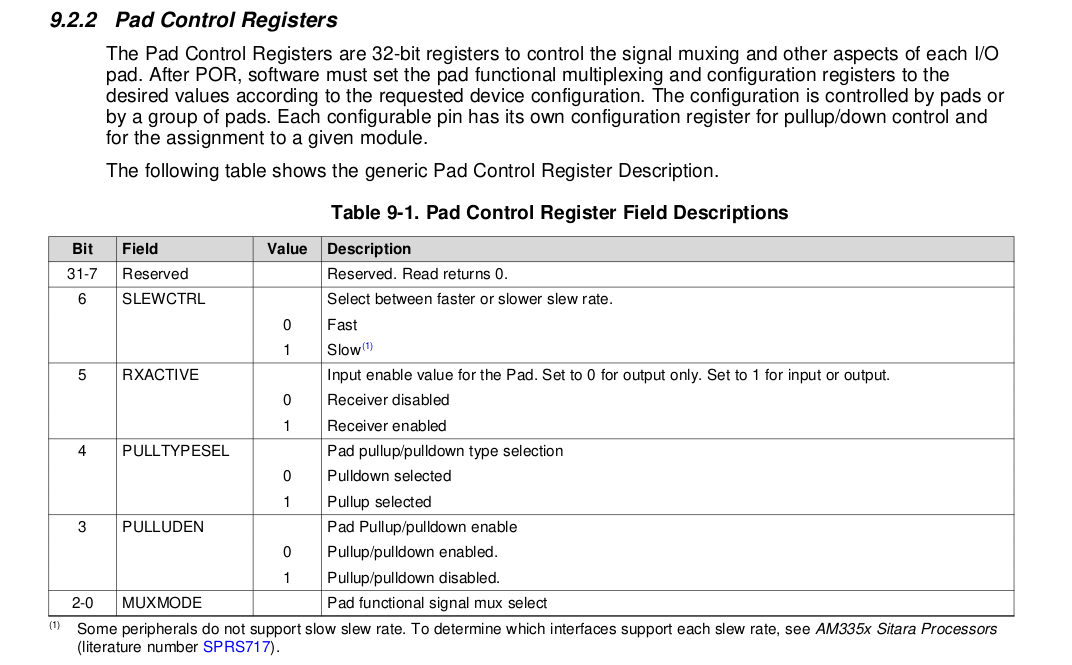 9.2.2 Pad Control Registers
The Pad Control Registers are 32-bit registers to control the signal muxing and other aspects of each I/O
pad. After POR, software must set the pad functional multiplexing and configuration registers to the
desired values according to the requested device configuration. The configuration is controlled by pads or
by a group of pads. Each configurable pin has its own configuration register for pullup/down control and
for the assignment to a given module.
The following table shows the generic Pad Control Register Description.
Table 9-1. Pad Control Register Field Descriptions
Bit Field Value Description
31-7 Reserved Reserved. Read returns 0.
6 SLEWCTRL Select between faster or slower slew rate.
0 Fast
1 Slow(1)
5 RXACTIVE Input enable value for the Pad. Set to 0 for output only. Set to 1 for input or output.
0 Receiver disabled
1 Receiver enabled
4 PULLTYPESEL Pad pullup/pulldown type selection
0 Pulldown selected
1 Pullup selected
3 PULLUDEN Pad Pullup/pulldown enable
0 Pullup/pulldown enabled.
1 Pullup/pulldown disabled.
2-0 MUXMODE Pad functional signal mux select
(1) Some peripherals do not support slow slew rate. To determine which interfaces support each slew rate, see AM335x Sitara Processors
(literature number SPRS717).